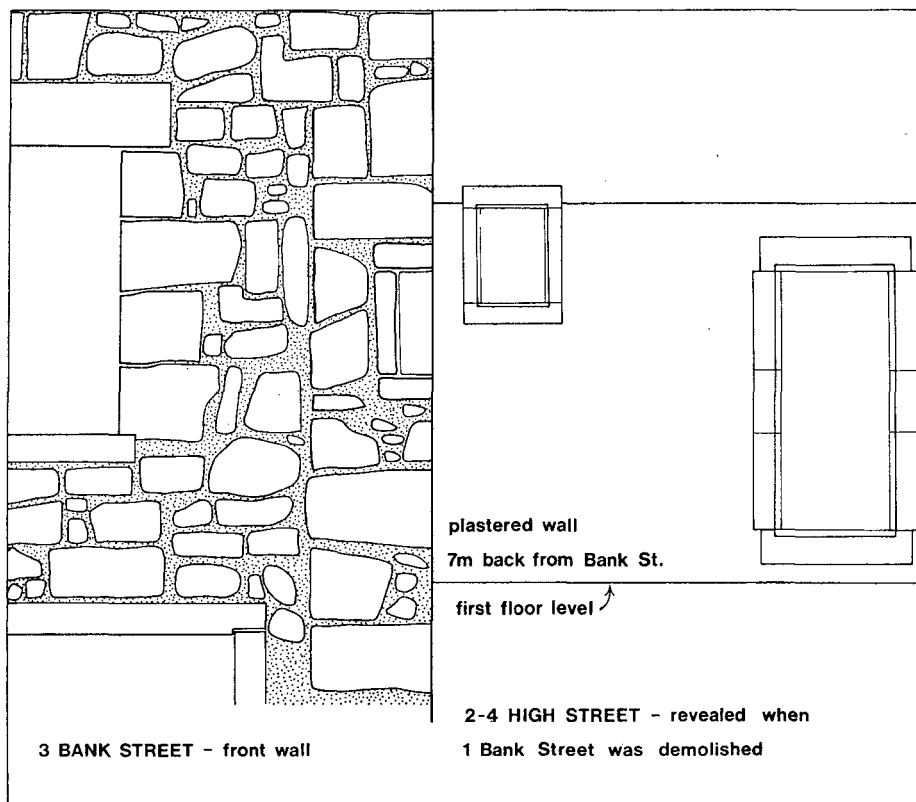 plastered wall
7m back from Bank St.
first floor level
2-4 HIGH STREET - revealed when
1 Bank Street was demolished
3 BANK STREET - front wall